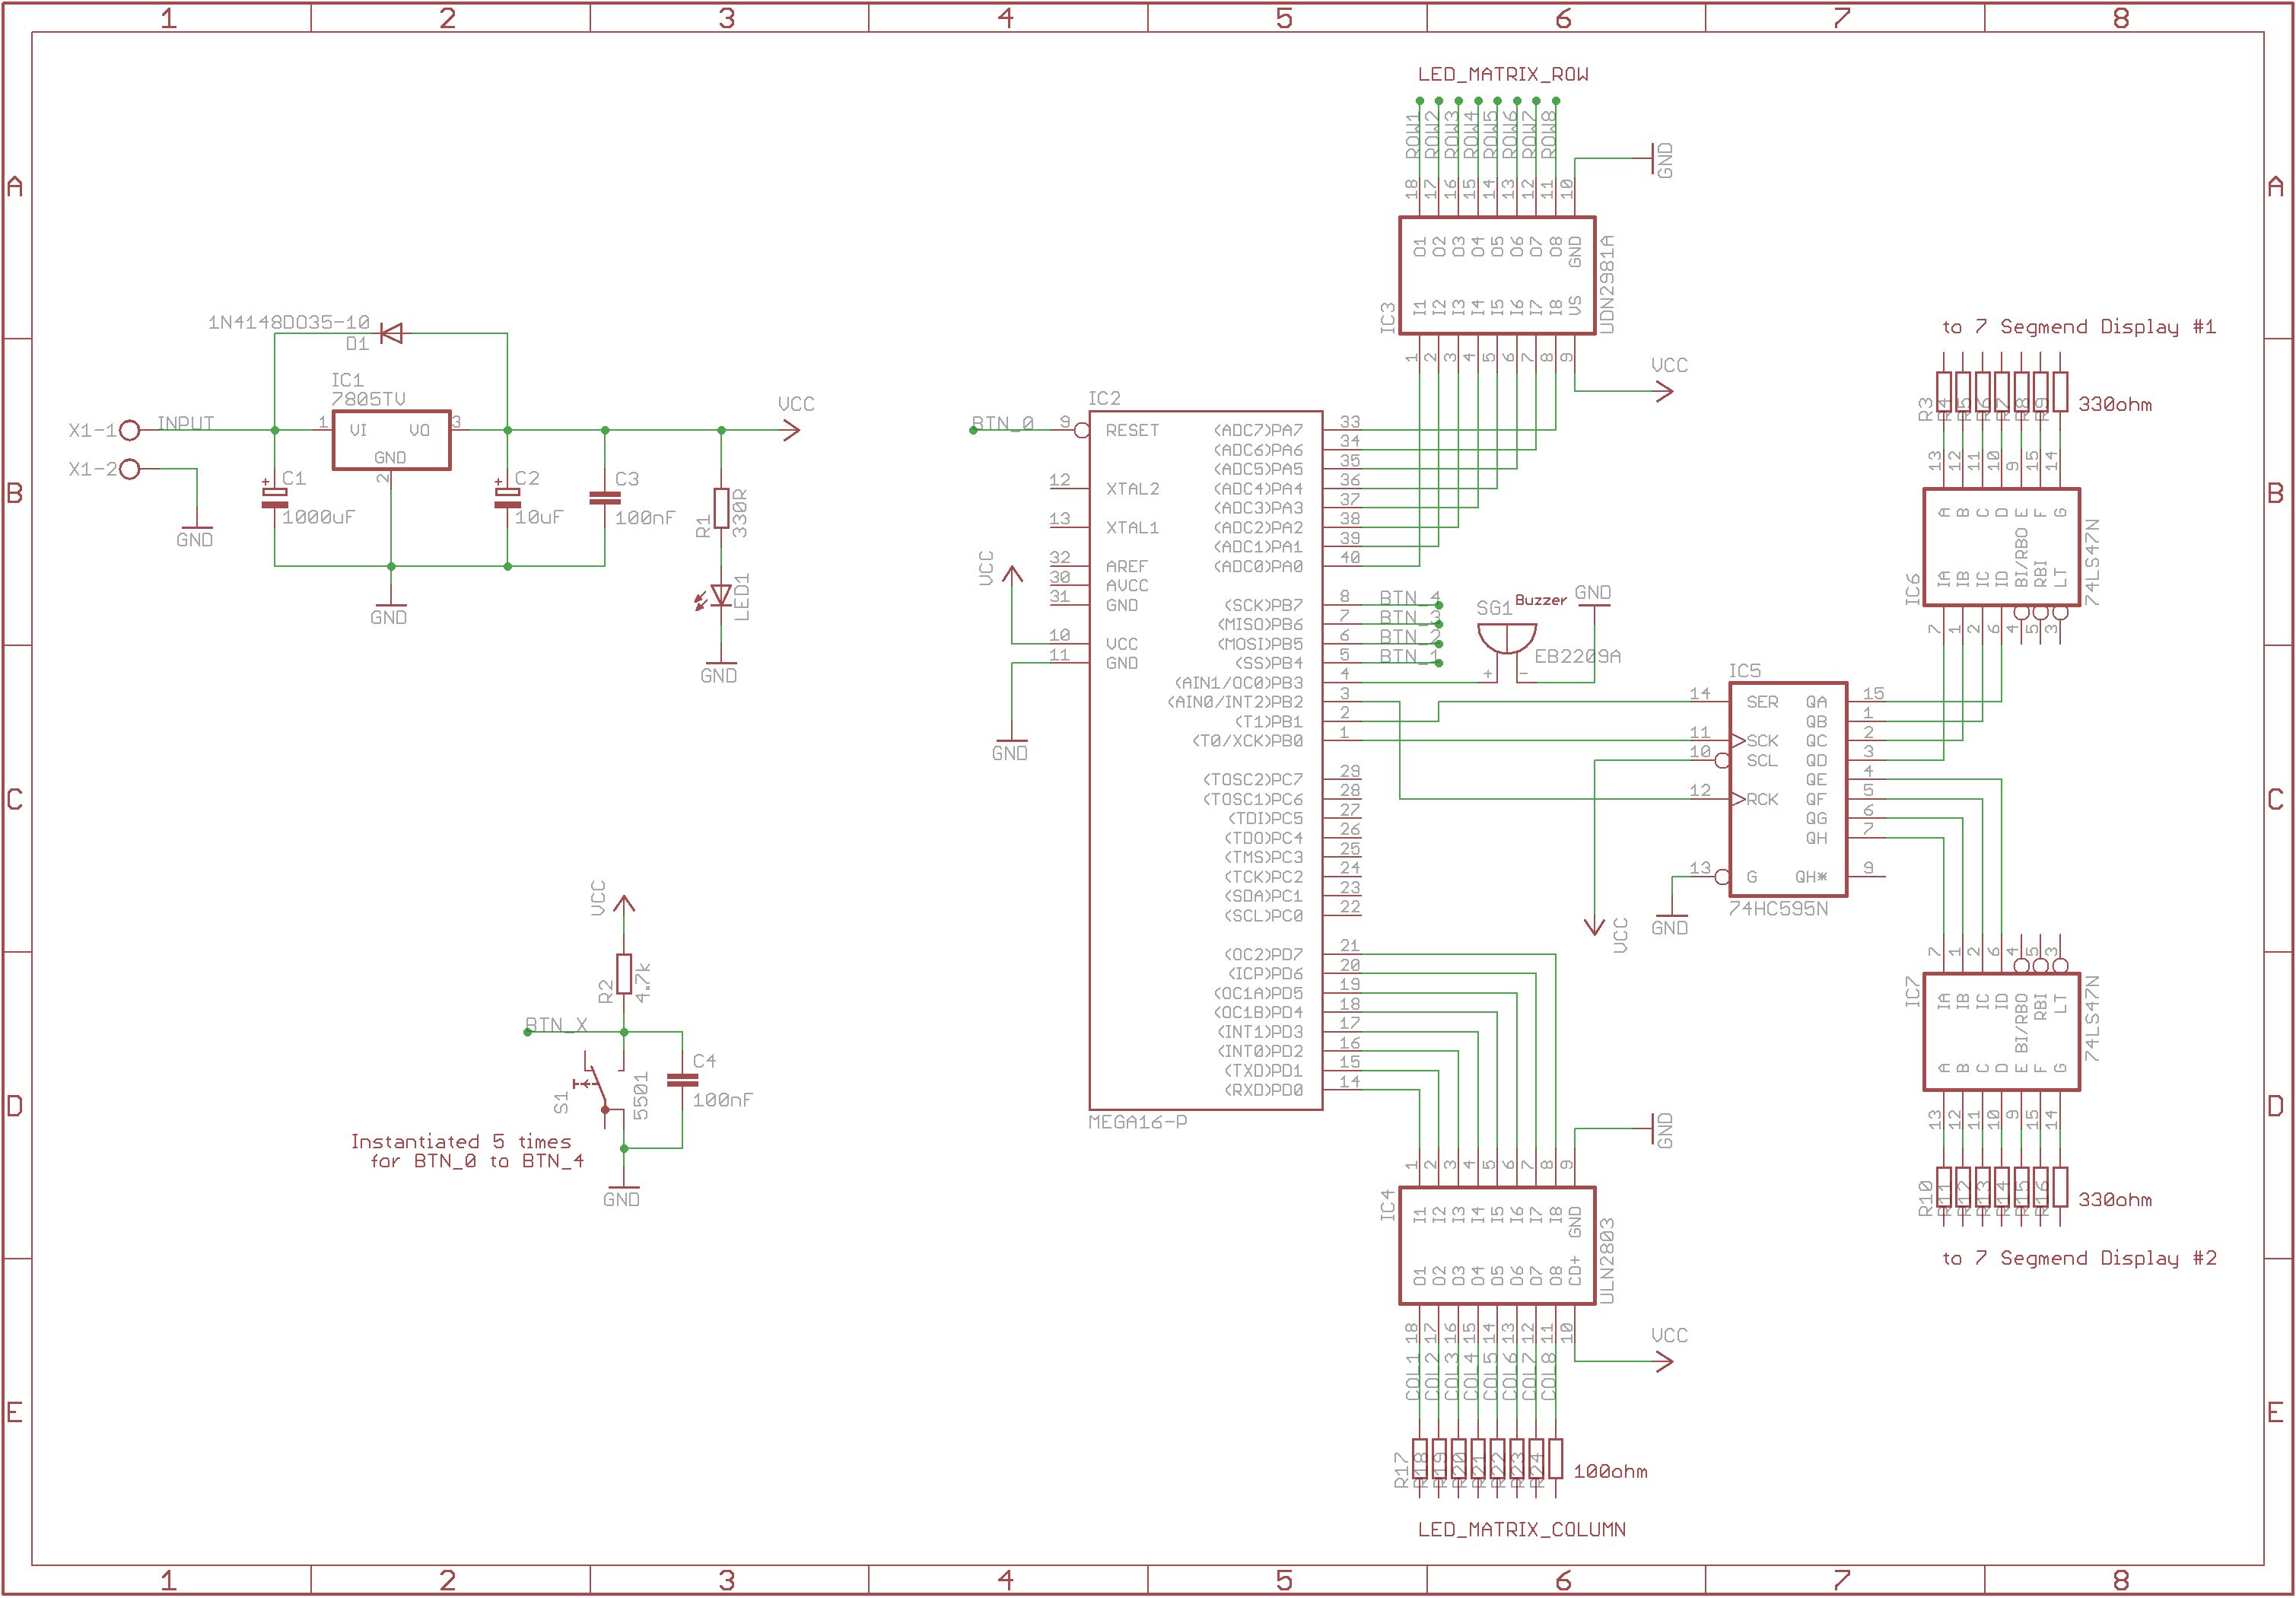 1 2 3 4 5 6 7 8
A
B
C
D
E
A
B
C
D
E
1N4148DO35-10
D1
IC1
7805TV
X1-1
INPUT
1
VI
VO
3
GND
2
VCC
X1-2
GND
C1
1000uF
C2
10uF
C3
100nF
R1
330R
LED1
GND
GND
VCC
R2
4.7k
BTN_X
S1
5501
C4
100nF
Instantiated 5 times
for BTN_0 to BTN_4
GND
IC2
BTN_0
9
RESET
12
XTAL2
13
XTAL1
32
AREF
30
AVCC
31
GND
VCC
10
VCC
11
GND
GND
(ADC7)PA7 33
(ADC6)PA6 34
(ADC5)PA5 35
(ADC4)PA4 36
(ADC3)PA3 37
(ADC2)PA2 38
(ADC1)PA1 39
(ADC0)PA0 40
(SCK)PB7 8 BTN_4
(MISO)PB6 7 BTN_3
(MOSI)PB5 6 BTN_2
(SS)PB4 5 BTN_1
(AIN1/OC0)PB3 4
(AIN0/INT2)PB2 3
(T1)PB1 2
(T0/XCK)PB0 1
(TOSC2)PC7 29
(TOSC1)PC6 28
(TDI)PC5 27
(TDO)PC4 26
(TMS)PC3 25
(TCK)PC2 24
(SDA)PC1 23
(SCL)PC0 22
(OC2)PD7 21
(ICP)PD6 20
(OC1A)PD5 19
(OC1B)PD4 18
(INT1)PD3 17
(INT0)PD2 16
(TXD)PD1 15
(RXD)PD0 14
MEGA16-P
LED_MATRIX_ROW
ROW1 ROW2 ROW3 ROW4 ROW5 ROW6 ROW7 ROW8
GND
18 17 16 15 14 13 12 11 10
O1 O2 O3 O4 O5 O6 O7 O8 GND
I1 I2 I3 I4 I5 I6 I7 I8 VS
IC3
UDN2981A
1 2 3 4 5 6 7 8 9
VCC
SG1
Buzzer
GND
EB2209A
+ -
IC5
14 SER QA 15
QB 1
11 SCK QC 2
10 SCL QD 3
QE 4
12 RCK QF 5
QG 6
QH 7
13 G QH* 9
74HC595N
GND
VCC
to 7 Segmend Display #1
R3 R4 R5 R6 R7 R8 R9
330ohm
13 12 11 10 9 15 14
A B C D E F G
IA IB IC ID BI/RBO RBI LT
IC6
74LS47N
7 1 2 6 4 5 3
7 1 2 6 4 5 3
IC7
IA IB IC ID BI/RBO RBI LT
A B C D E F G
74LS47N
13 12 11 10 9 15 14
R10 R11 R12 R13 R14 R15 R16
330ohm
to 7 Segmend Display #2
GND
1 2 3 4 5 6 7 8 9
IC4
I1 I2 I3 I4 I5 I6 I7 I8 GND
O1 O2 O3 O4 O5 O6 O7 O8 CD+
ULN2803
18 17 16 15 14 13 12 11 10
VCC
COL1 COL2 COL3 COL4 COL5 COL6 COL7 COL8
R17 R18 R19 R20 R21 R22 R23 R24
100ohm
LED_MATRIX_COLUMN
1 2 3 4 5 6 7 8